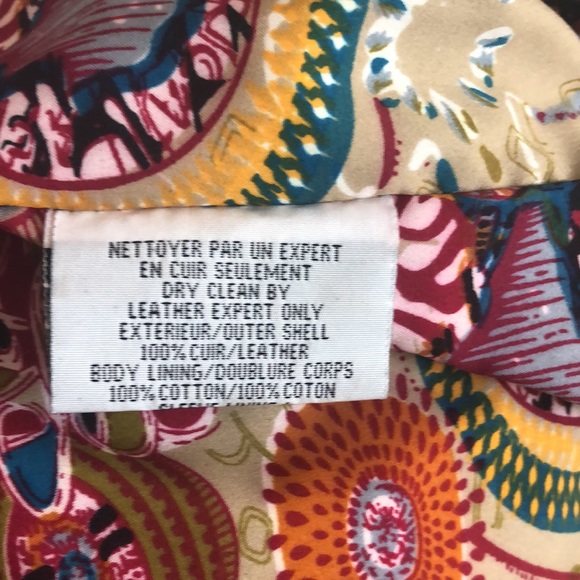 NETTOYER PAR UN EXPERT
EN CUIR SEULEMENT
DRY CLEAN BY
LEATHER EXPERT ONLY
EXTERIEUR/OUTER SHELL
100% CUIR/LEATHER
BODY LINING/DOUBLURE CORPS
100% COTTON/100% COTON